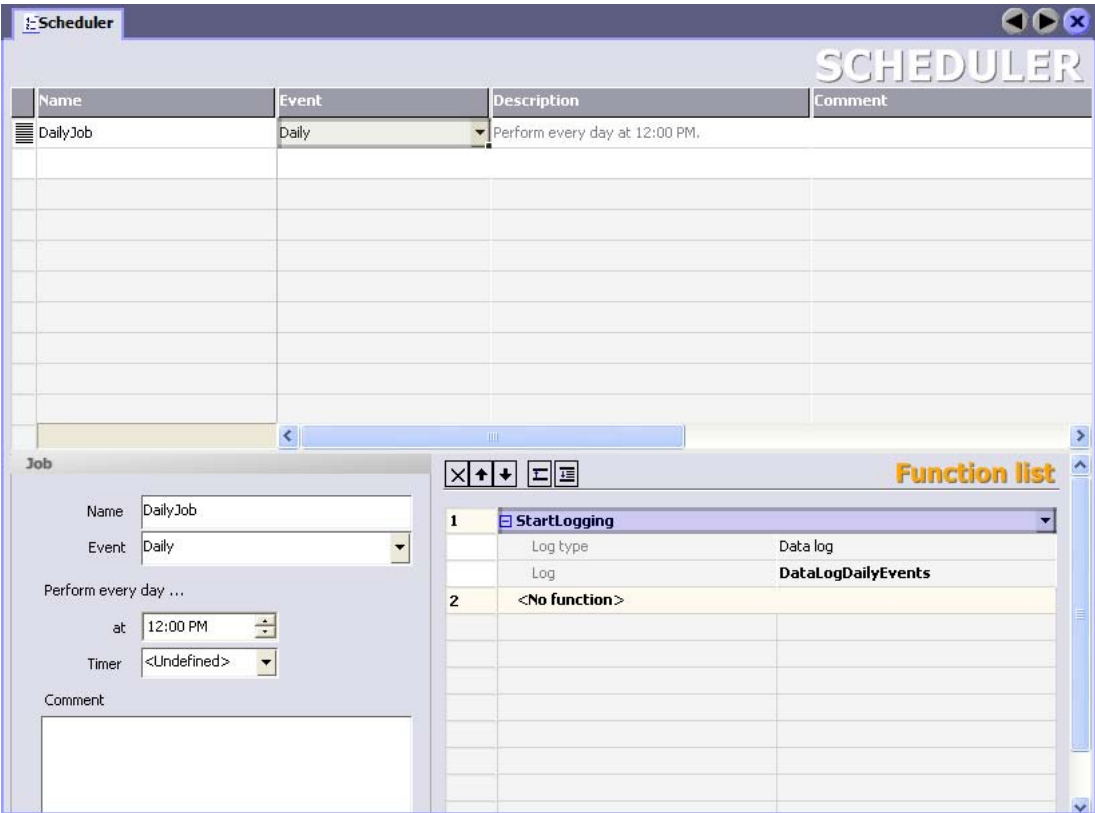 Scheduler
SCHEDULER
Name Event Description Comment
DailyJob Daily Perform every day at 12:00 PM.
Job
Name DailyJob
Event Daily
Perform every day ...
at 12:00 PM
Timer <Undefined>
Comment
Function list
1 StartLogging
Log type Data log
Log DataLogDailyEvents
2 <No function>